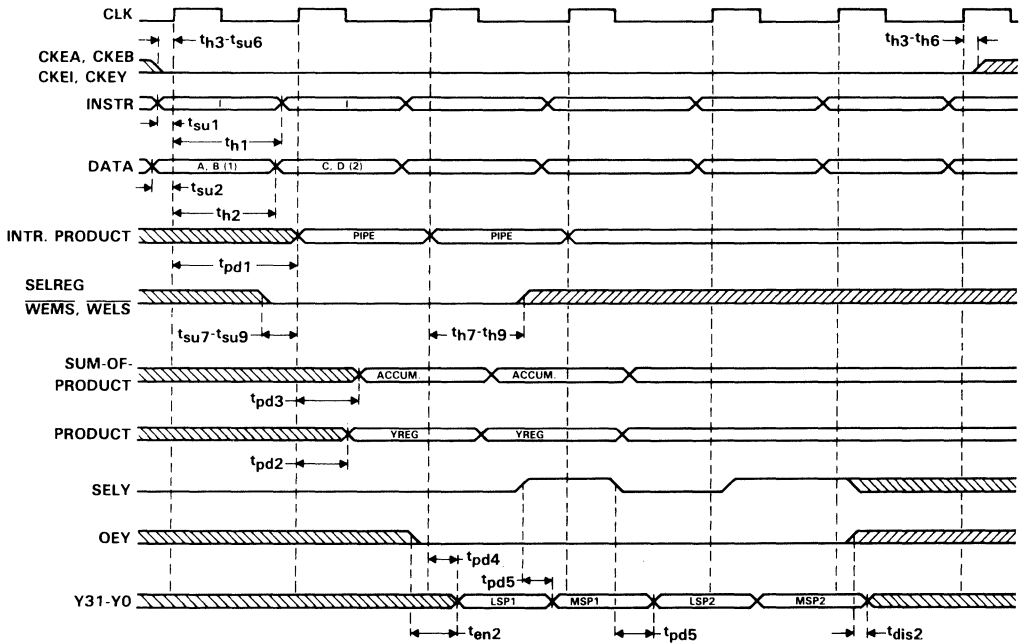 CLK
th3-tsu6
th3-th6
CKEA, CKEB
CKEI, CKEY
INSTR
tsu1
th1
DATA
A, B (1)
C, D (2)
tsu2
th2
INTR. PRODUCT
PIPE
PIPE
tpd1
SELREG
WEMS, WELS
tsu7-tsu9
th7-th9
SUM-OF-
PRODUCT
ACCUM.
ACCUM.
tpd3
PRODUCT
YREG
YREG
tpd2
SELY
OEY
tpd4
tpd5
Y31-Y0
LSP1
MSP1
LSP2
MSP2
ten2
tpd5
tdis2